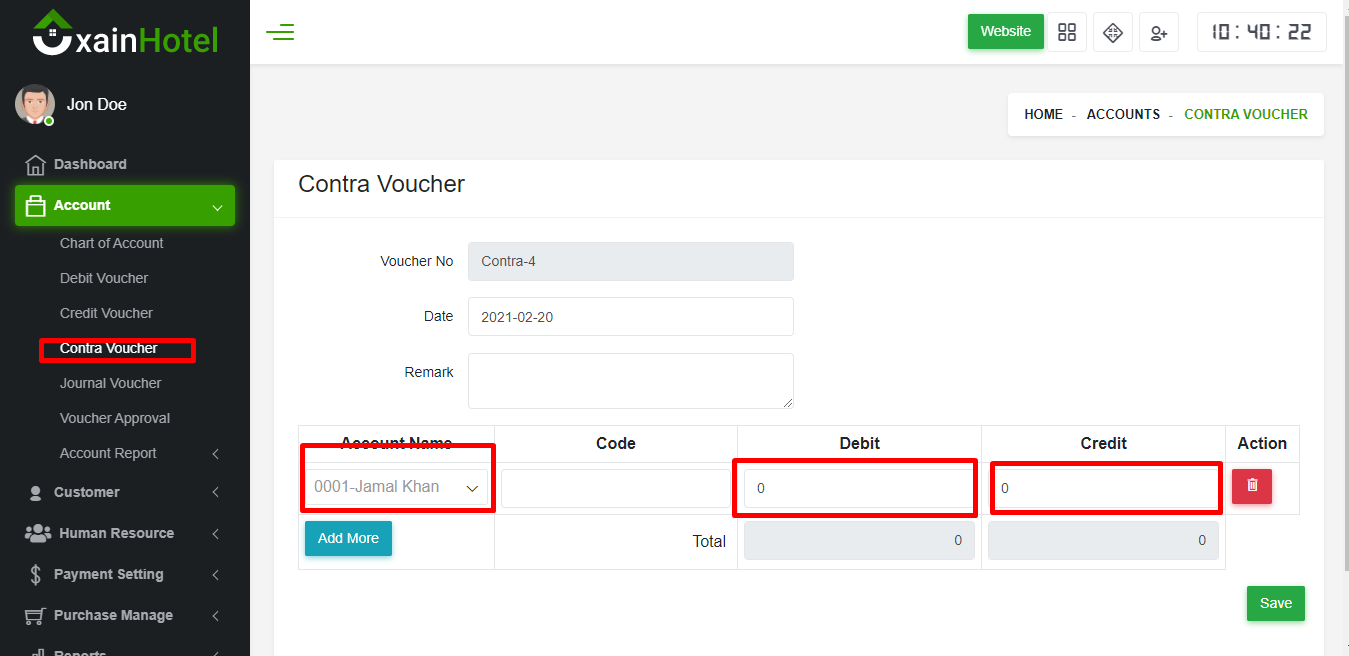 xainHotel
Website
10:40:22
Jon Doe
HOME - ACCOUNTS - CONTRA VOUCHER
Dashboard
Account
Chart of Account
Debit Voucher
Credit Voucher
Contra Voucher
Journal Voucher
Voucher Approval
Account Report
Customer
Human Resource
Payment Setting
Purchase Manage
Reports
Contra Voucher
Voucher No Contra-4
Date 2021-02-20
Remark
Account Name Code Debit Credit Action
0001-Jamal Khan 0 0
Add More Total 0 0
Save